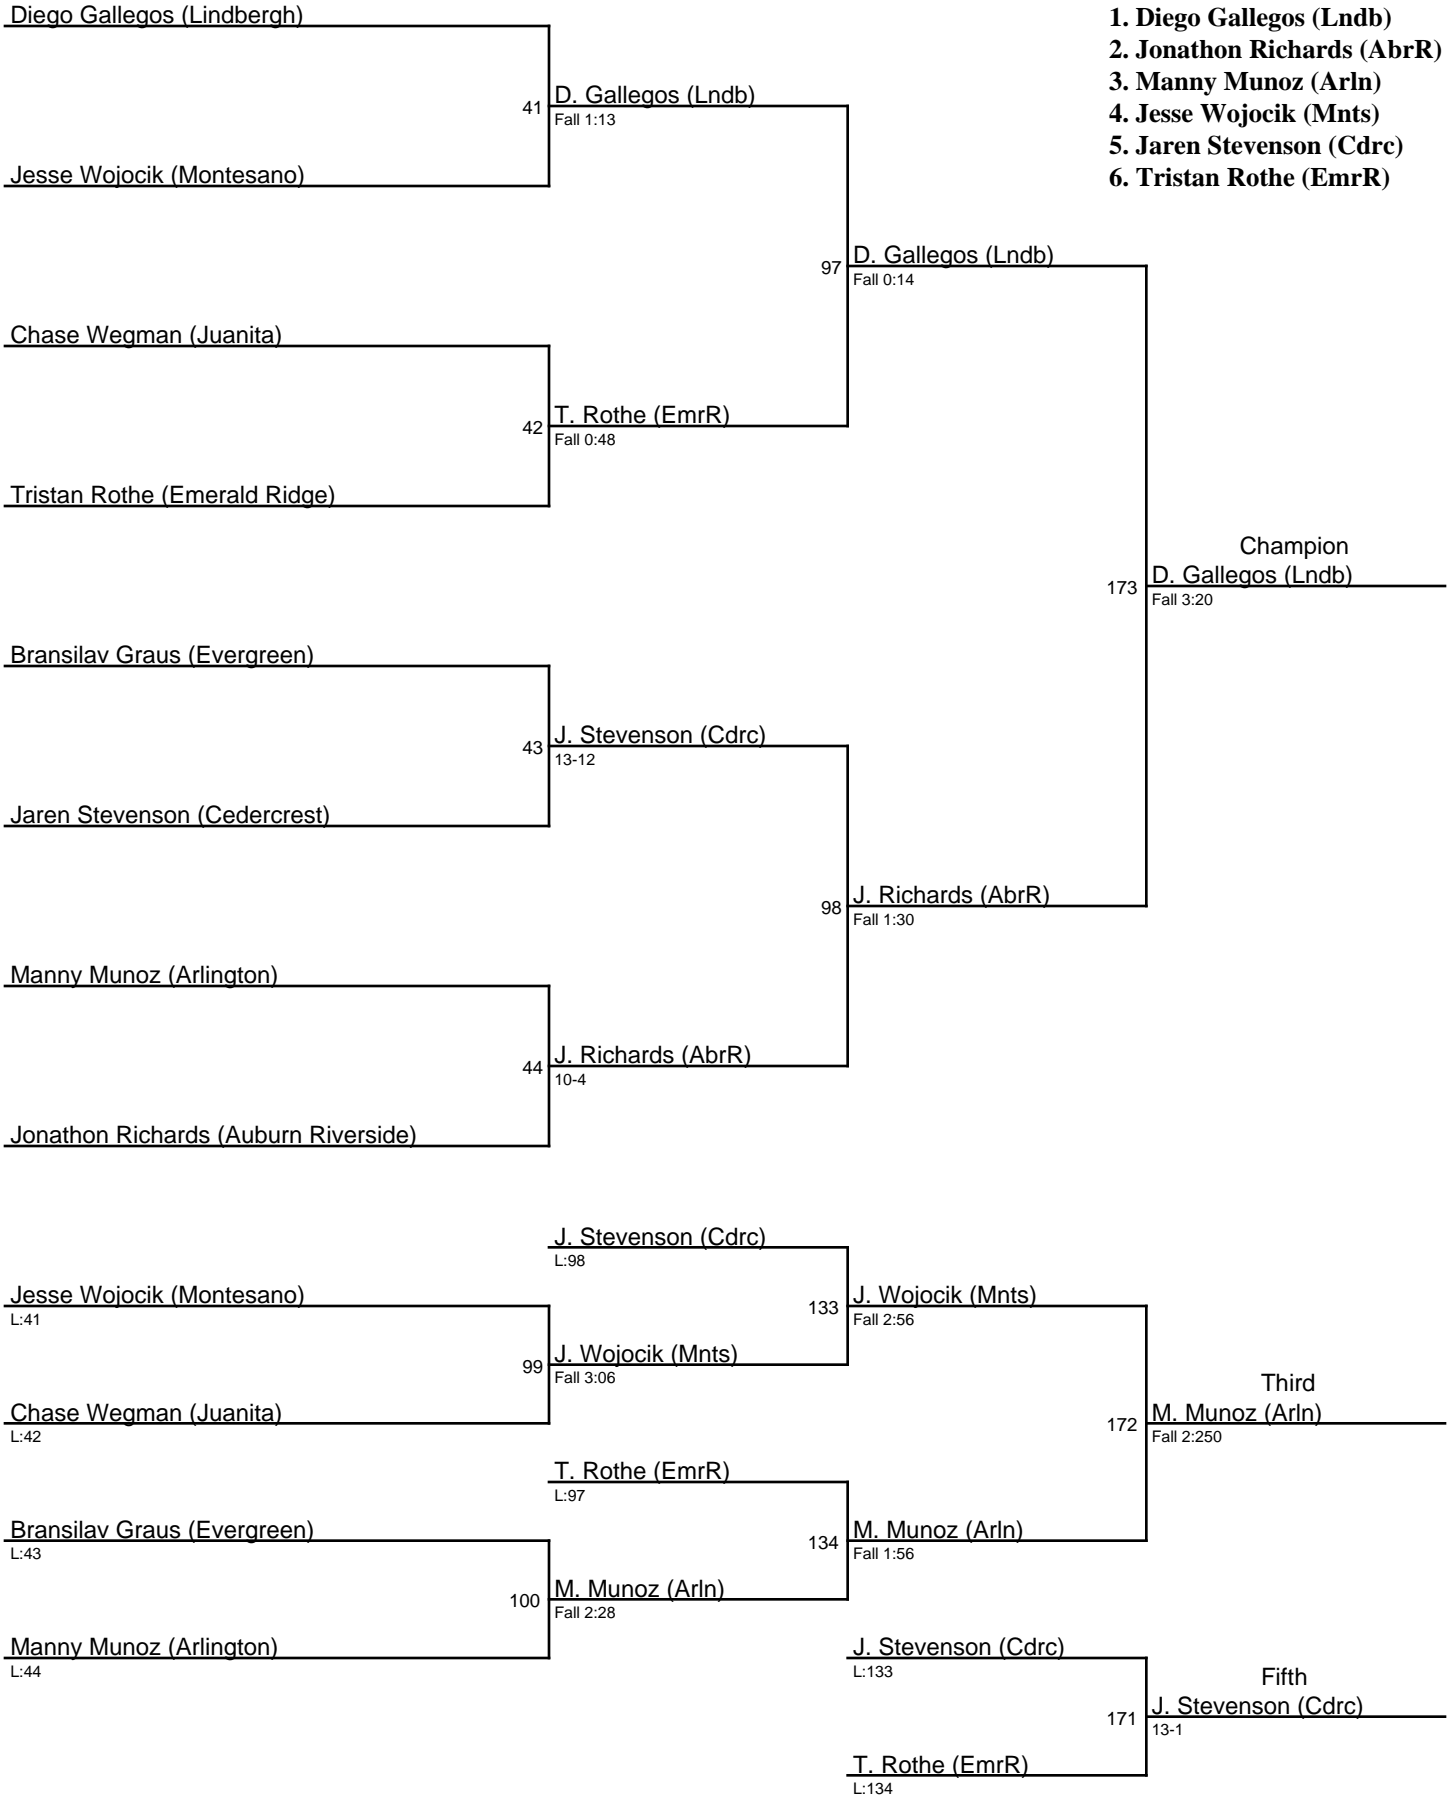 Diego Gallegos (Lindbergh)
1. Diego Gallegos (Lndb)
2. Jonathon Richards (AbrR)
3. Manny Munoz (Arln)
4. Jesse Wojocik (Mnts)
5. Jaren Stevenson (Cdrc)
6. Tristan Rothe (EmrR)
41
D. Gallegos (Lndb)
Fall 1:13
Jesse Wojocik (Montesano)
97
D. Gallegos (Lndb)
Fall 0:14
Chase Wegman (Juanita)
42
T. Rothe (EmrR)
Fall 0:48
Tristan Rothe (Emerald Ridge)
Champion
173
D. Gallegos (Lndb)
Fall 3:20
Bransilav Graus (Evergreen)
43
J. Stevenson (Cdrc)
13-12
Jaren Stevenson (Cedercrest)
98
J. Richards (AbrR)
Fall 1:30
Manny Munoz (Arlington)
44
J. Richards (AbrR)
10-4
Jonathon Richards (Auburn Riverside)
J. Stevenson (Cdrc)
L:98
Jesse Wojocik (Montesano)
L:41
133
J. Wojocik (Mnts)
Fall 2:56
99
J. Wojocik (Mnts)
Fall 3:06
Chase Wegman (Juanita)
L:42
Third
172
M. Munoz (Arln)
Fall 2:250
T. Rothe (EmrR)
L:97
Bransilav Graus (Evergreen)
L:43
134
M. Munoz (Arln)
Fall 1:56
100
M. Munoz (Arln)
Fall 2:28
Manny Munoz (Arlington)
L:44
J. Stevenson (Cdrc)
L:133
Fifth
171
J. Stevenson (Cdrc)
13-1
T. Rothe (EmrR)
L:134